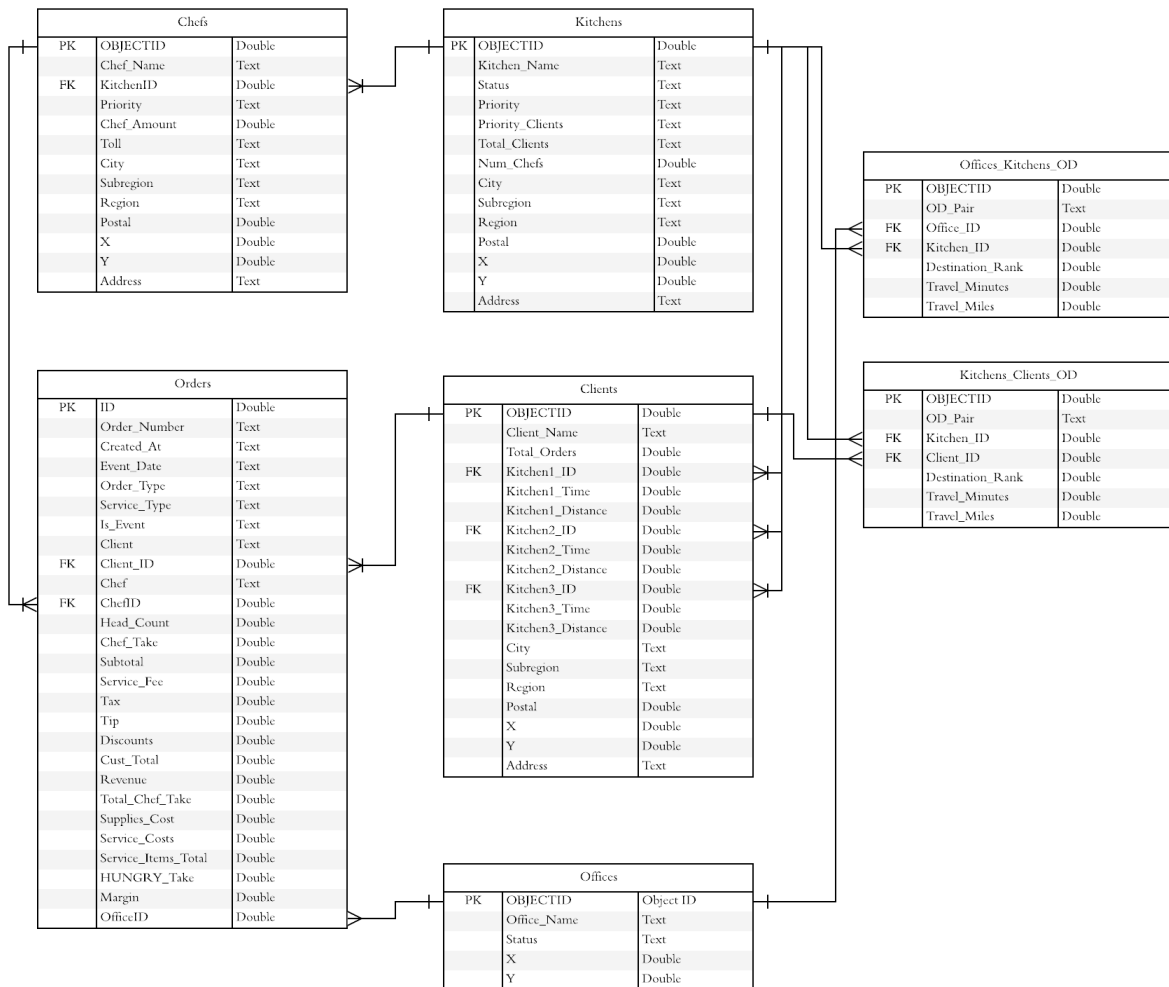 Chefs
PK OBJECTID Double
Chef_Name Text
FK KitchenID Double
Priority Text
Chef_Amount Double
Toll Text
City Text
Subregion Text
Region Text
Postal Double
X Double
Y Double
Address Text
Kitchens
PK OBJECTID Double
Kitchen_Name Text
Status Text
Priority Text
Priority_Clients Text
Total_Clients Text
Num_Chefs Double
City Text
Subregion Text
Region Text
Postal Double
X Double
Y Double
Address Text
Offices_Kitchens_OD
PK OBJECTID Double
OD_Pair Text
FK Office_ID Double
FK Kitchen_ID Double
Destination_Rank Double
Travel_Minutes Double
Travel_Miles Double
Orders
PK ID Double
Order_Number Text
Created_At Text
Event_Date Text
Order_Type Text
Service_Type Text
Is_Event Text
Client Text
FK Client_ID Double
Chef Text
FK ChefID Double
Head_Count Double
Chef_Take Double
Subtotal Double
Service_Fee Double
Tax Double
Tip Double
Discounts Double
Cust_Total Double
Revenue Double
Total_Chef_Take Double
Supplies_Cost Double
Service_Costs Double
Service_Items_Total Double
HUNGRY_Take Double
Margin Double
OfficeID Double
Clients
PK OBJECTID Double
Client_Name Text
Total_Orders Double
FK Kitchen1_ID Double
Kitchen1_Time Double
Kitchen1_Distance Double
FK Kitchen2_ID Double
Kitchen2_Time Double
Kitchen2_Distance Double
FK Kitchen3_ID Double
Kitchen3_Time Double
Kitchen3_Distance Double
City Text
Subregion Text
Region Text
Postal Double
X Double
Y Double
Address Text
Kitchens_Clients_OD
PK OBJECTID Double
OD_Pair Text
FK Kitchen_ID Double
FK Client_ID Double
Destination_Rank Double
Travel_Minutes Double
Travel_Miles Double
Offices
PK OBJECTID Object ID
Office_Name Text
Status Text
X Double
Y Double